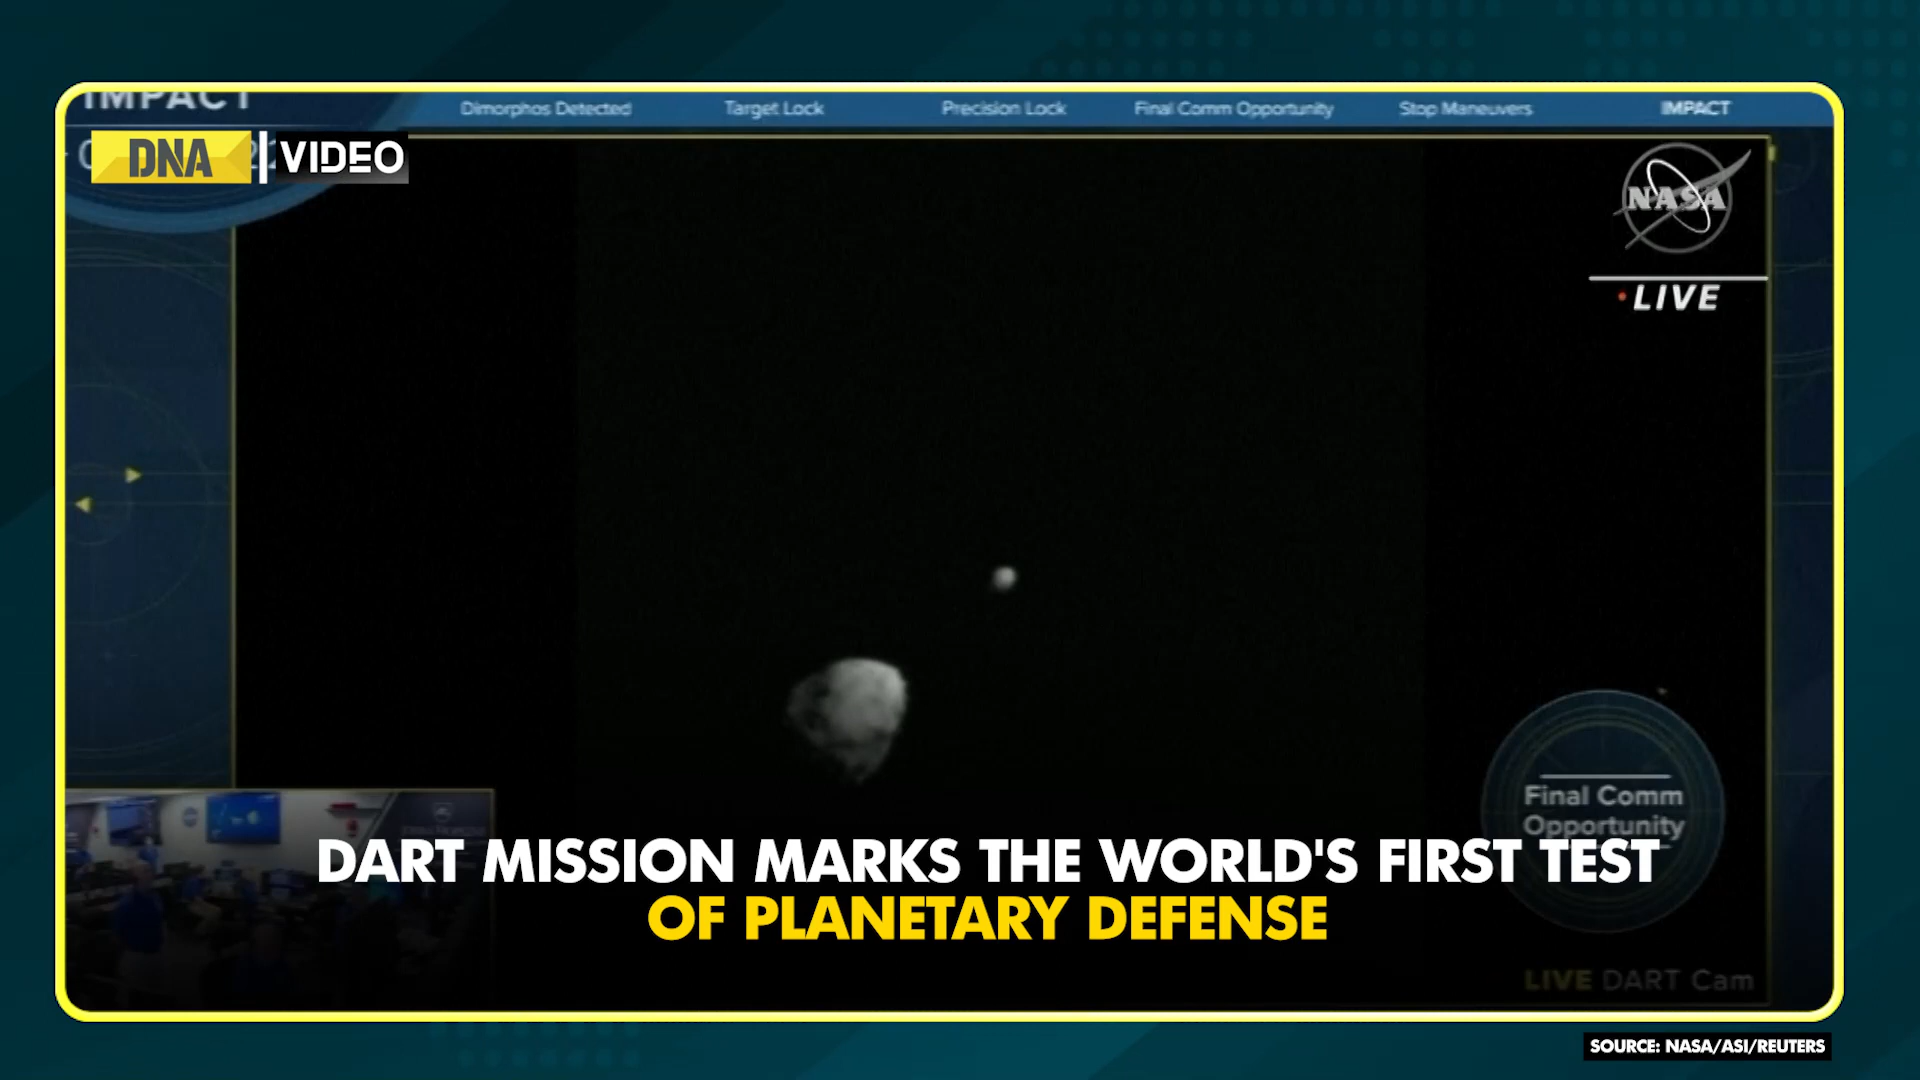 IMPACT
Dimorphos Detected
Target Lock
Precision Lock
Final Comm Opportunity
Stop Maneuvers
IMPACT
DNA
VIDEO
NASA
LIVE
Final Comm
Opportunity
DART MISSION MARKS THE WORLD'S FIRST TEST
OF PLANETARY DEFENSE
LIVE DART Cam
SOURCE: NASA/ASI/REUTERS